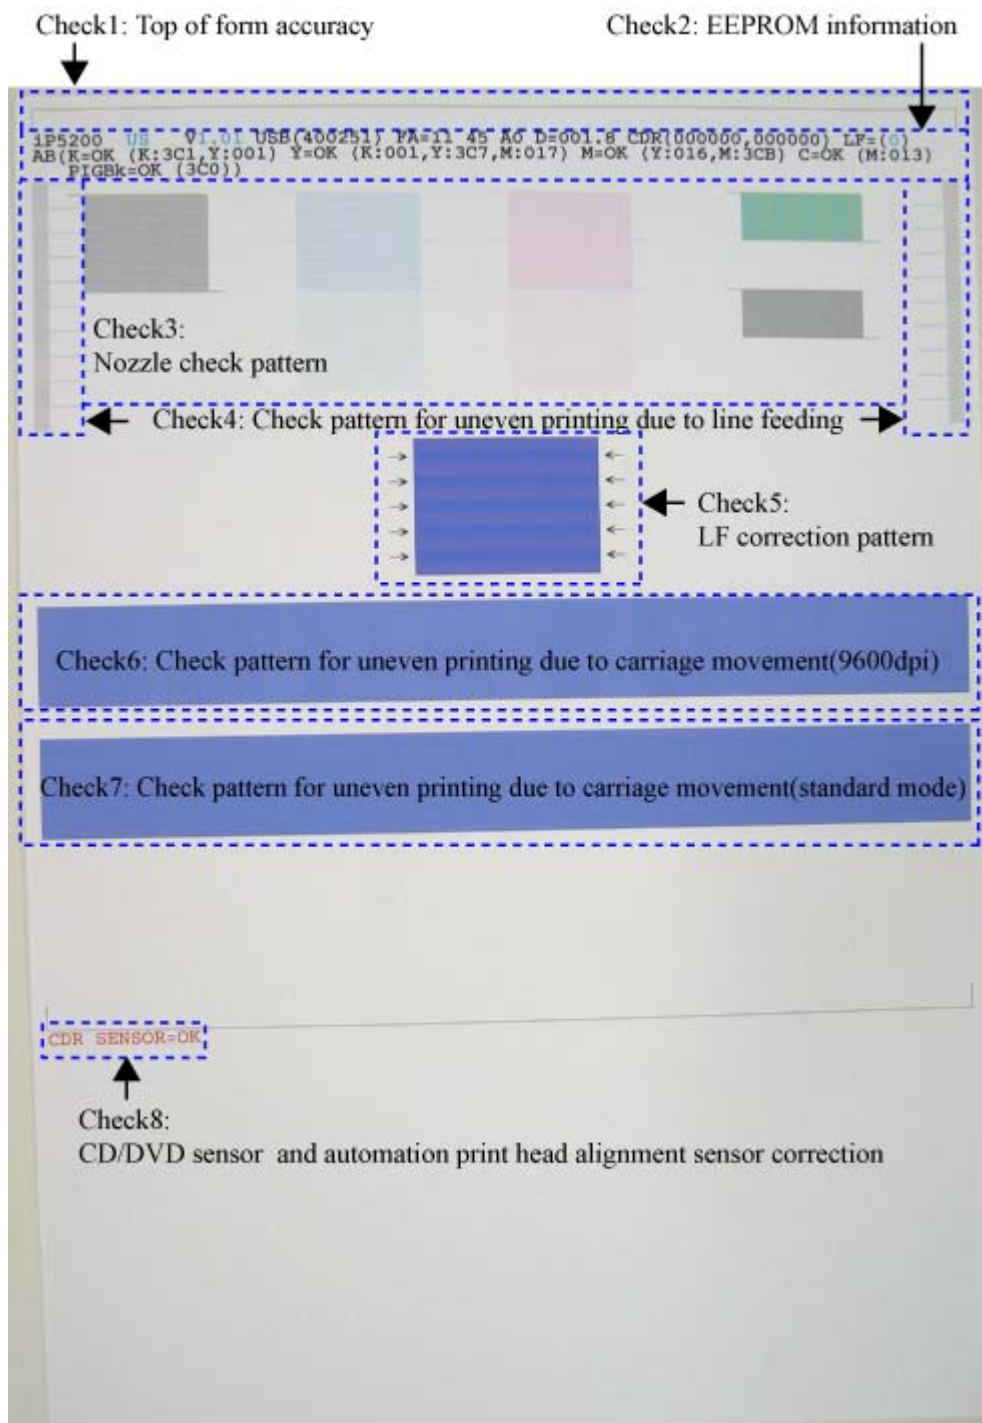 Check1: Top of form accuracy
Check2: EEPROM information
iP5200 US V1.01 USB(400251) FA=11 45 A0 D=001.8 CDR(000000,000000) LF=(0)
AB(K=OK (K:3C1,Y:001) Y=OK (K:001,Y:3C7,M:017) M=OK (Y:016,M:3CB) C=OK (M:013)
PIGBk=OK (3C0))
Check3:
Nozzle check pattern
Check4: Check pattern for uneven printing due to line feeding
Check5:
LF correction pattern
Check6: Check pattern for uneven printing due to carriage movement(9600dpi)
Check7: Check pattern for uneven printing due to carriage movement(standard mode)
CDR SENSOR=OK
Check8:
CD/DVD sensor and automation print head alignment sensor correction